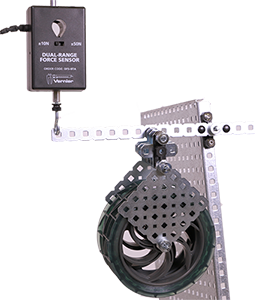 ±10N ±50N
DUAL-RANGE
FORCE SENSOR
Vernier